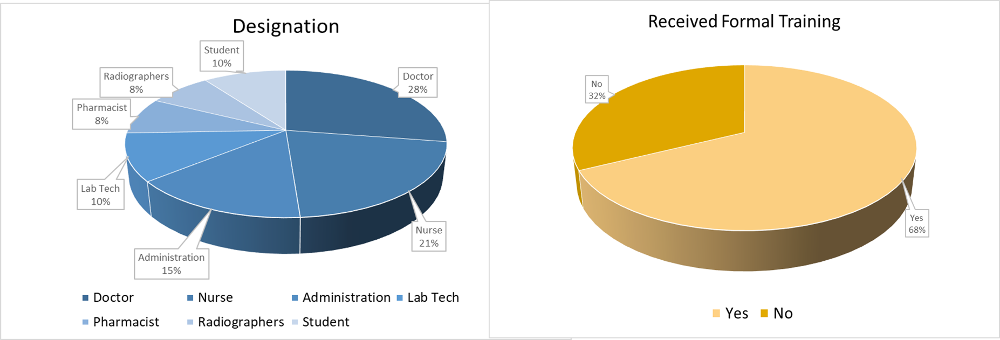 Designation
Student
10%
Radiographers
8%
Doctor
28%
Pharmacist
8%
Lab Tech
10%
Nurse
21%
Administration
15%
Doctor Nurse Administration Lab Tech
Pharmacist Radiographers Student
Received Formal Training
No
32%
Yes
68%
Yes No